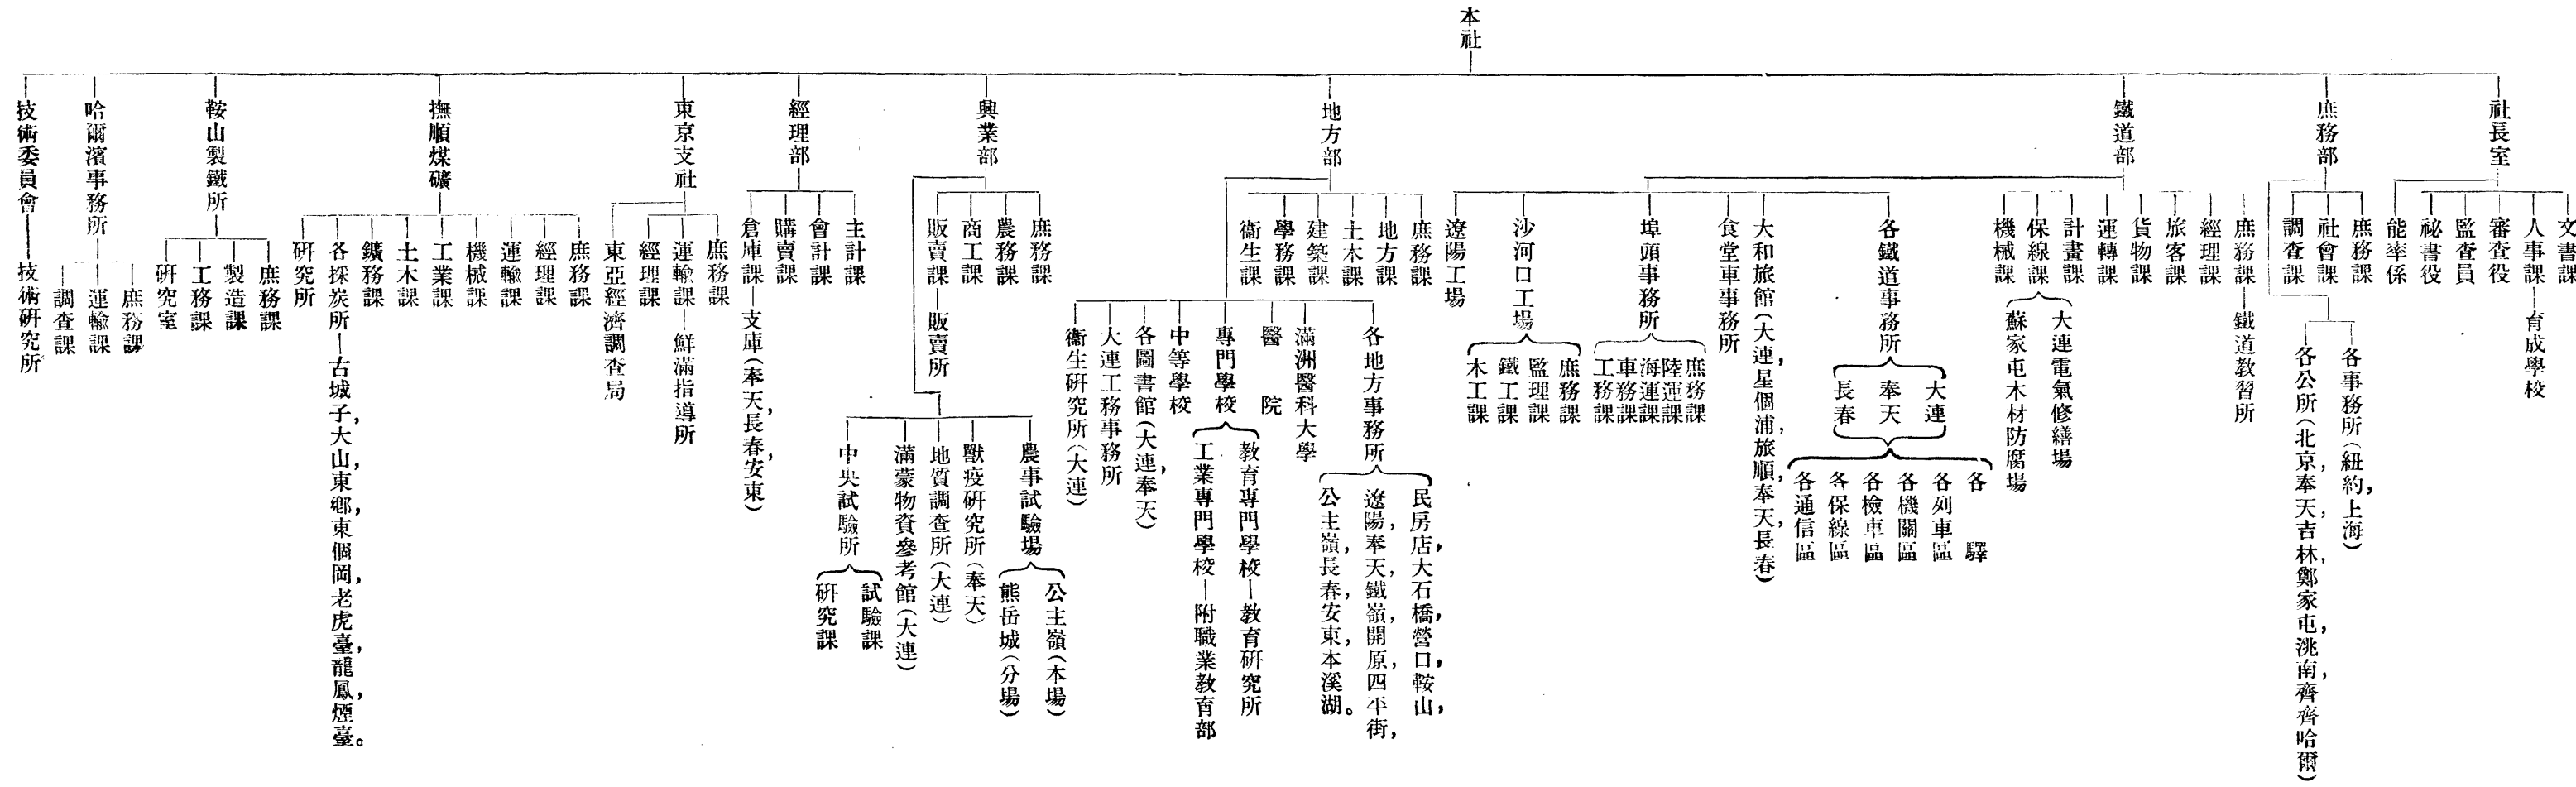 本社
社長室
文書課
人事課―育成學校
審查役
監查員
祕書役
能率係
庶務部
庶務課
社會課
調查課
各事務所(紐約,上海)
各公所(北京,奉天,吉林,鄭家屯,洮南,齊齊哈爾)
鐵道部
庶務課―鐵道教習所
經理課
旅客課
貨物課
運轉課
計畫課
保線課
大連電氣修繕場
蘇家屯木材防腐場
機械課
各鐵道事務所
大連
奉天
長春
各驛
各列車區
各機關區
各檢車區
各保線區
各通信區
大和旅館(大連,星個浦,旅順,奉天,長春)
食堂車事務所
埠頭事務所
庶務課
陸運課
海運課
車務課
工務課
沙河口工場
庶務課
監理課
鐵工課
木工課
遼陽工場
地方部
庶務課
地方課
土木課
建築課
學務課
衞生課
各地方事務所
民房店,大石橋,營口,鞍山,
遼陽,奉天,鐵嶺,開原,四平街,
公主嶺,長春,安東,本溪湖。
滿洲醫科大學
醫院
專門學校
教育專門學校―教育研究所
工業專門學校―附職業教育部
中等學校
各圖書館(大連,奉天)
大連工務事務所
衞生研究所(大連)
興業部
庶務課
農務課
商工課
販賣課―販賣所
農事試驗場
公主嶺(本場)
熊岳城(分場)
獸疫研究所(奉天)
地質調查所(大連)
滿蒙物資參考館(大連)
中央試驗所
試驗課
研究課
經理部
主計課
會計課
購賣課
倉庫課―支庫(奉天,長春,安東)
東京支社
庶務課
運輸課―鮮滿指導所
經理課
東亞經濟調查局
撫順煤礦
庶務課
經理課
運輸課
機械課
工業課
土木課
鑛務課
各採炭所―古城子,大山,東鄕,東個岡,老虎臺,龍鳳,煙臺。
研究所
鞍山製鐵所
庶務課
製造課
工務課
研究室
哈爾濱事務所
庶務課
運輸課
調查課
技術委員會―技術研究所